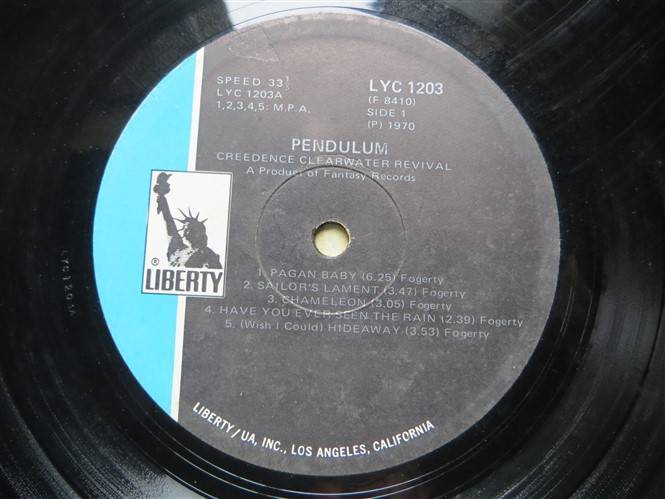 SPEED 33⅓
LYC 1203A
1,2,3,4,5: M.P.A.
LYC 1203
(F 8410)
SIDE 1
(P) 1970
PENDULUM
CREEDENCE CLEARWATER REVIVAL
A Product of Fantasy Records
® LIBERTY
1. PAGAN BABY (6.25) Fogerty
2. SAILOR'S LAMENT (3.47) Fogerty
3. CHAMELEON (3.05) Fogerty
4. HAVE YOU EVER SEEN THE RAIN (2.39) Fogerty
5. (Wish I Could) HIDEAWAY (3.53) Fogerty
LIBERTY/UA, INC., LOS ANGELES, CALIFORNIA